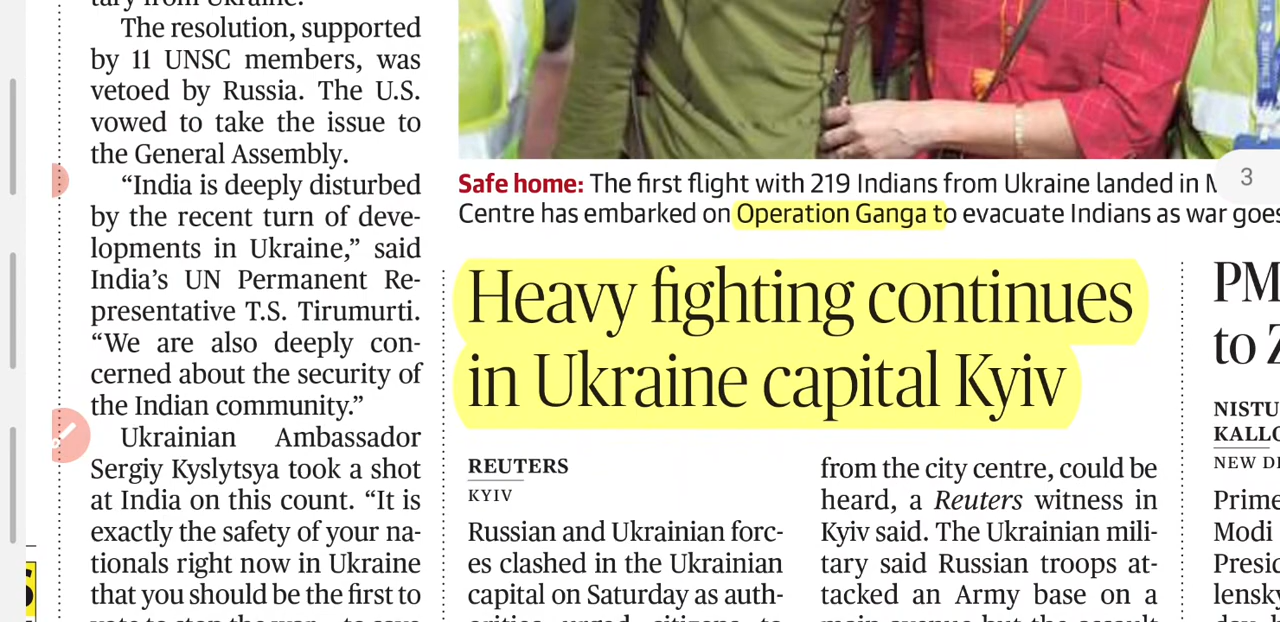 The resolution, supported
by 11 UNSC members, was
vetoed by Russia. The U.S.
vowed to take the issue to
the General Assembly.
“India is deeply disturbed
by the recent turn of deve-
lopments in Ukraine,” said
India’s UN Permanent Re-
presentative T.S. Tirumurti.
“We are also deeply con-
cerned about the security of
the Indian community.”
Ukrainian Ambassador
Sergiy Kyslytsya took a shot
at India on this count. “It is
exactly the safety of your na-
tionals right now in Ukraine
that you should be the first to
Safe home: The first flight with 219 Indians from Ukraine landed in
3
Centre has embarked on Operation Ganga to evacuate Indians as war goes
Heavy fighting continues
in Ukraine capital Kyiv
REUTERS
KYIV
Russian and Ukrainian forc-
es clashed in the Ukrainian
capital on Saturday as auth-
from the city centre, could be
heard, a Reuters witness in
Kyiv said. The Ukrainian mili-
tary said Russian troops at-
tacked an Army base on a
PM
to
NISTU
KALLO
NEW
Prime
Modi
Presid
lensky